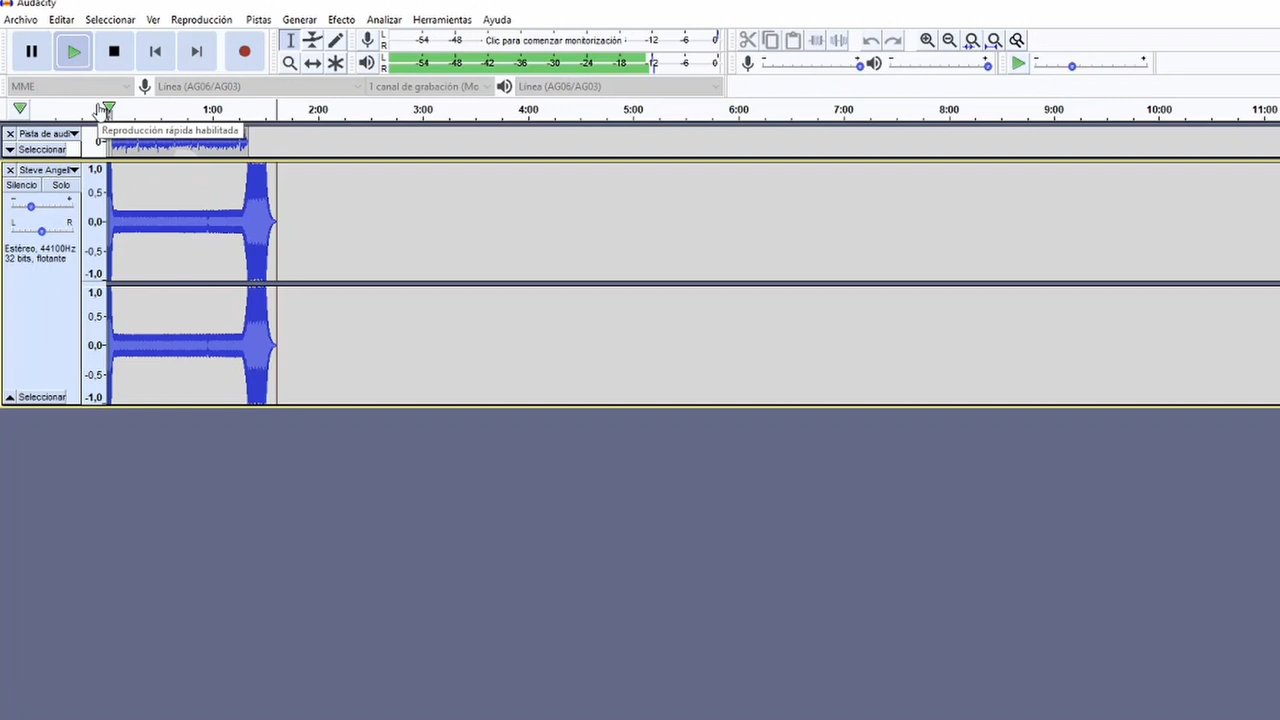 Audacity
Archivo Editar Seleccionar Ver Reproducción Pistas Generar Efecto Analizar Herramientas Ayuda
L -54 -48 Clic para comenzar monitorización -12 -6 0
R
L -54 -48 -42 -36 -30 -24 -18 -12 -6 0
R
MME Línea (AG06/AG03) 1 canal de grabación (Mo Línea (AG06/AG03)
1:00 2:00 3:00 4:00 5:00 6:00 7:00 8:00 9:00 10:00 11:00
Reproducción rápida habilitada
Pista de audi
0-
Seleccionar
Steve Angell
1,0
Silencio Solo
0,5
- +
L R
0,0
Estéreo, 44100Hz
-0,5
32 bits, flotante
-1,0
1,0
0,5
0,0
-0,5
Seleccionar
-1,0